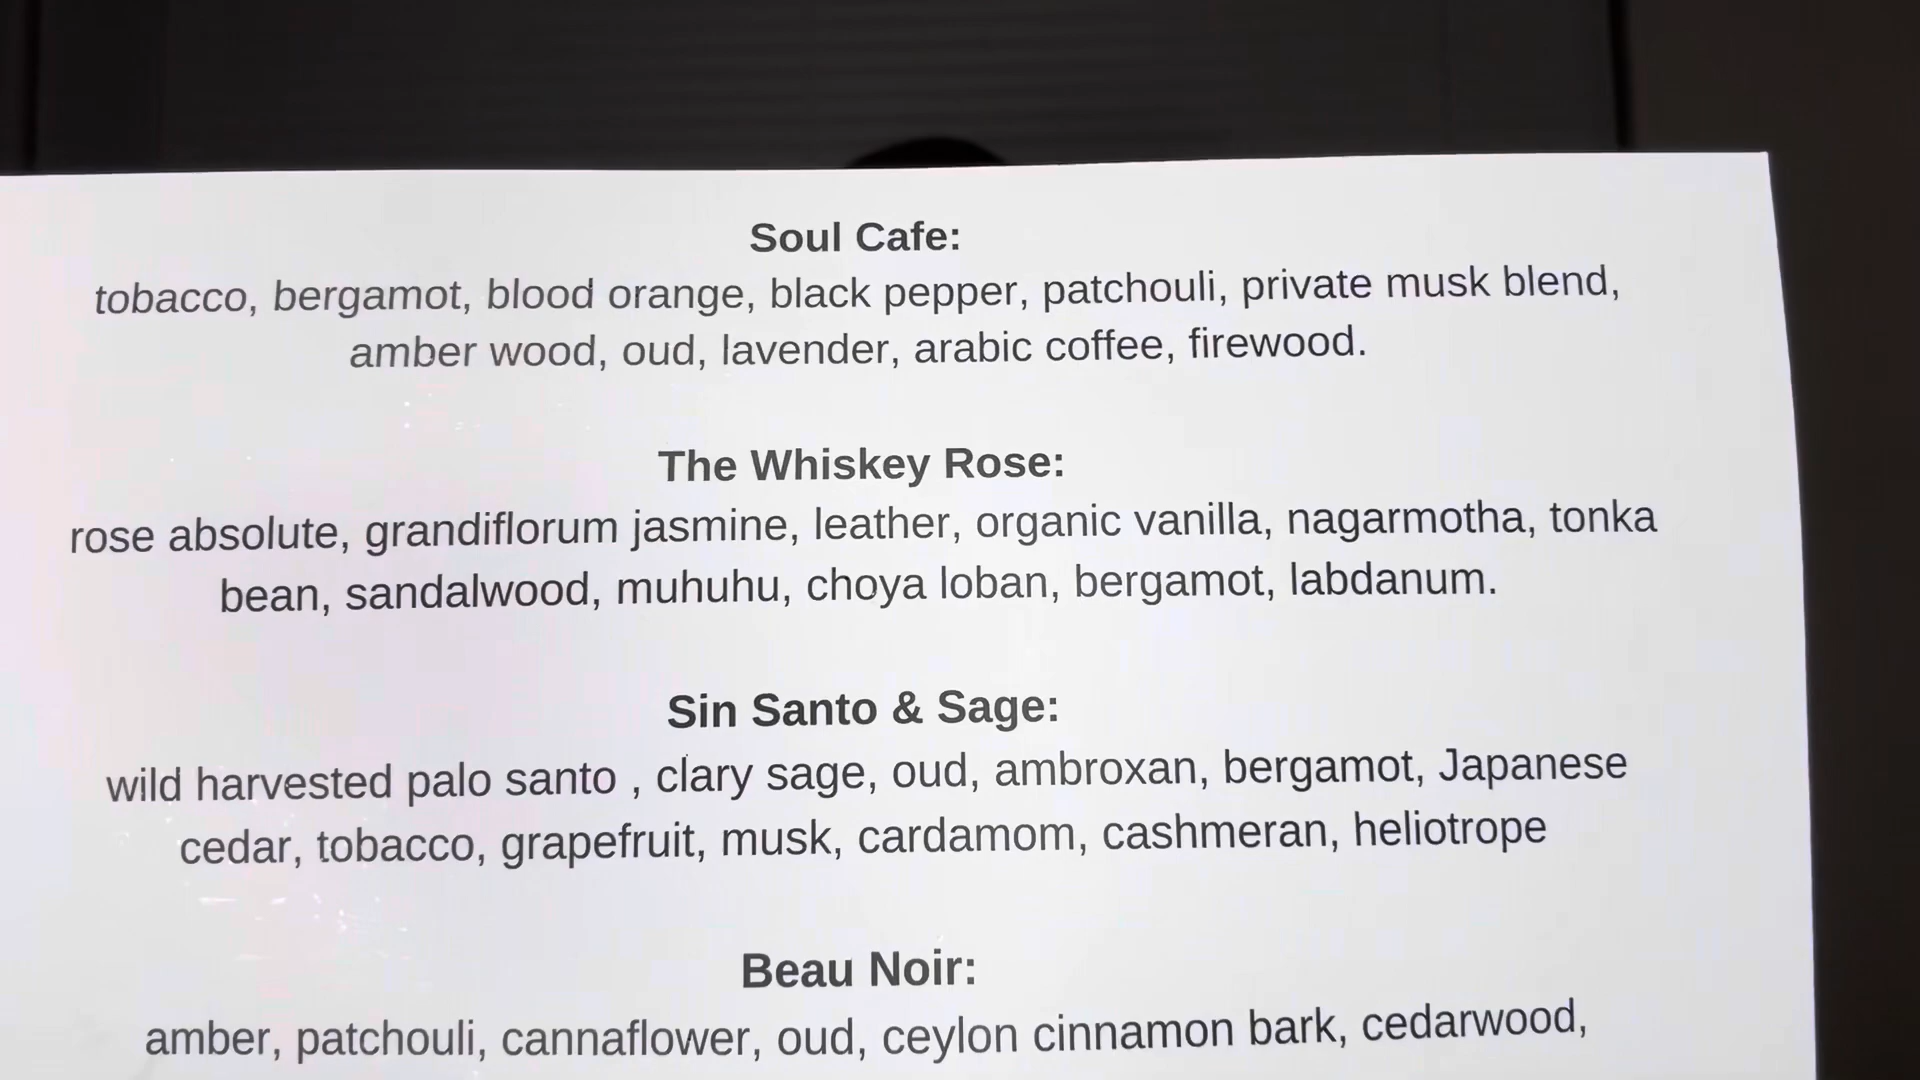 Soul Cafe:
tobacco, bergamot, blood orange, black pepper, patchouli, private musk blend,
amber wood, oud, lavender, arabic coffee, firewood.
The Whiskey Rose:
rose absolute, grandiflorum jasmine, leather, organic vanilla, nagarmotha, tonka
bean, sandalwood, muhuhu, choya loban, bergamot, labdanum.
Sin Santo & Sage:
wild harvested palo santo , clary sage, oud, ambroxan, bergamot, Japanese
cedar, tobacco, grapefruit, musk, cardamom, cashmeran, heliotrope
Beau Noir:
amber, patchouli, cannaflower, oud, ceylon cinnamon bark, cedarwood,